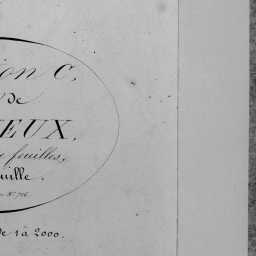 ion C.
de
EUX.
feuilles,
uille.
de 1 à 2000.